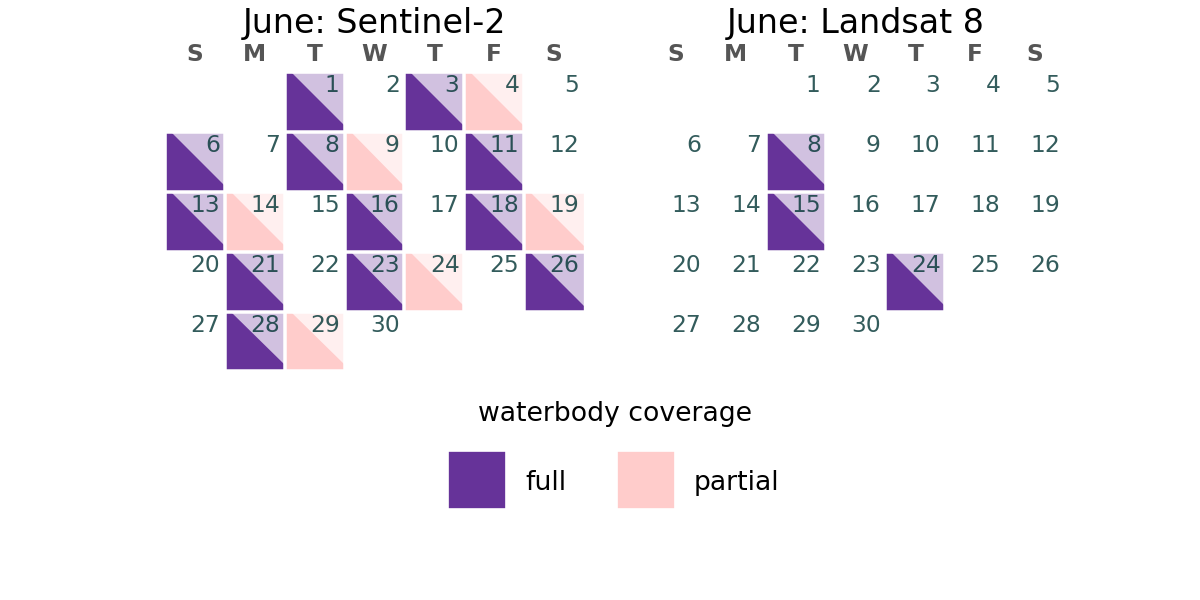 June: Sentinel-2
S M T W T F S
1 2 3 4 5
6 7 8 9 10 11 12
13 14 15 16 17 18 19
20 21 22 23 24 25 26
27 28 29 30
June: Landsat 8
S M T W T F S
1 2 3 4 5
6 7 8 9 10 11 12
13 14 15 16 17 18 19
20 21 22 23 24 25 26
27 28 29 30
waterbody coverage
full partial